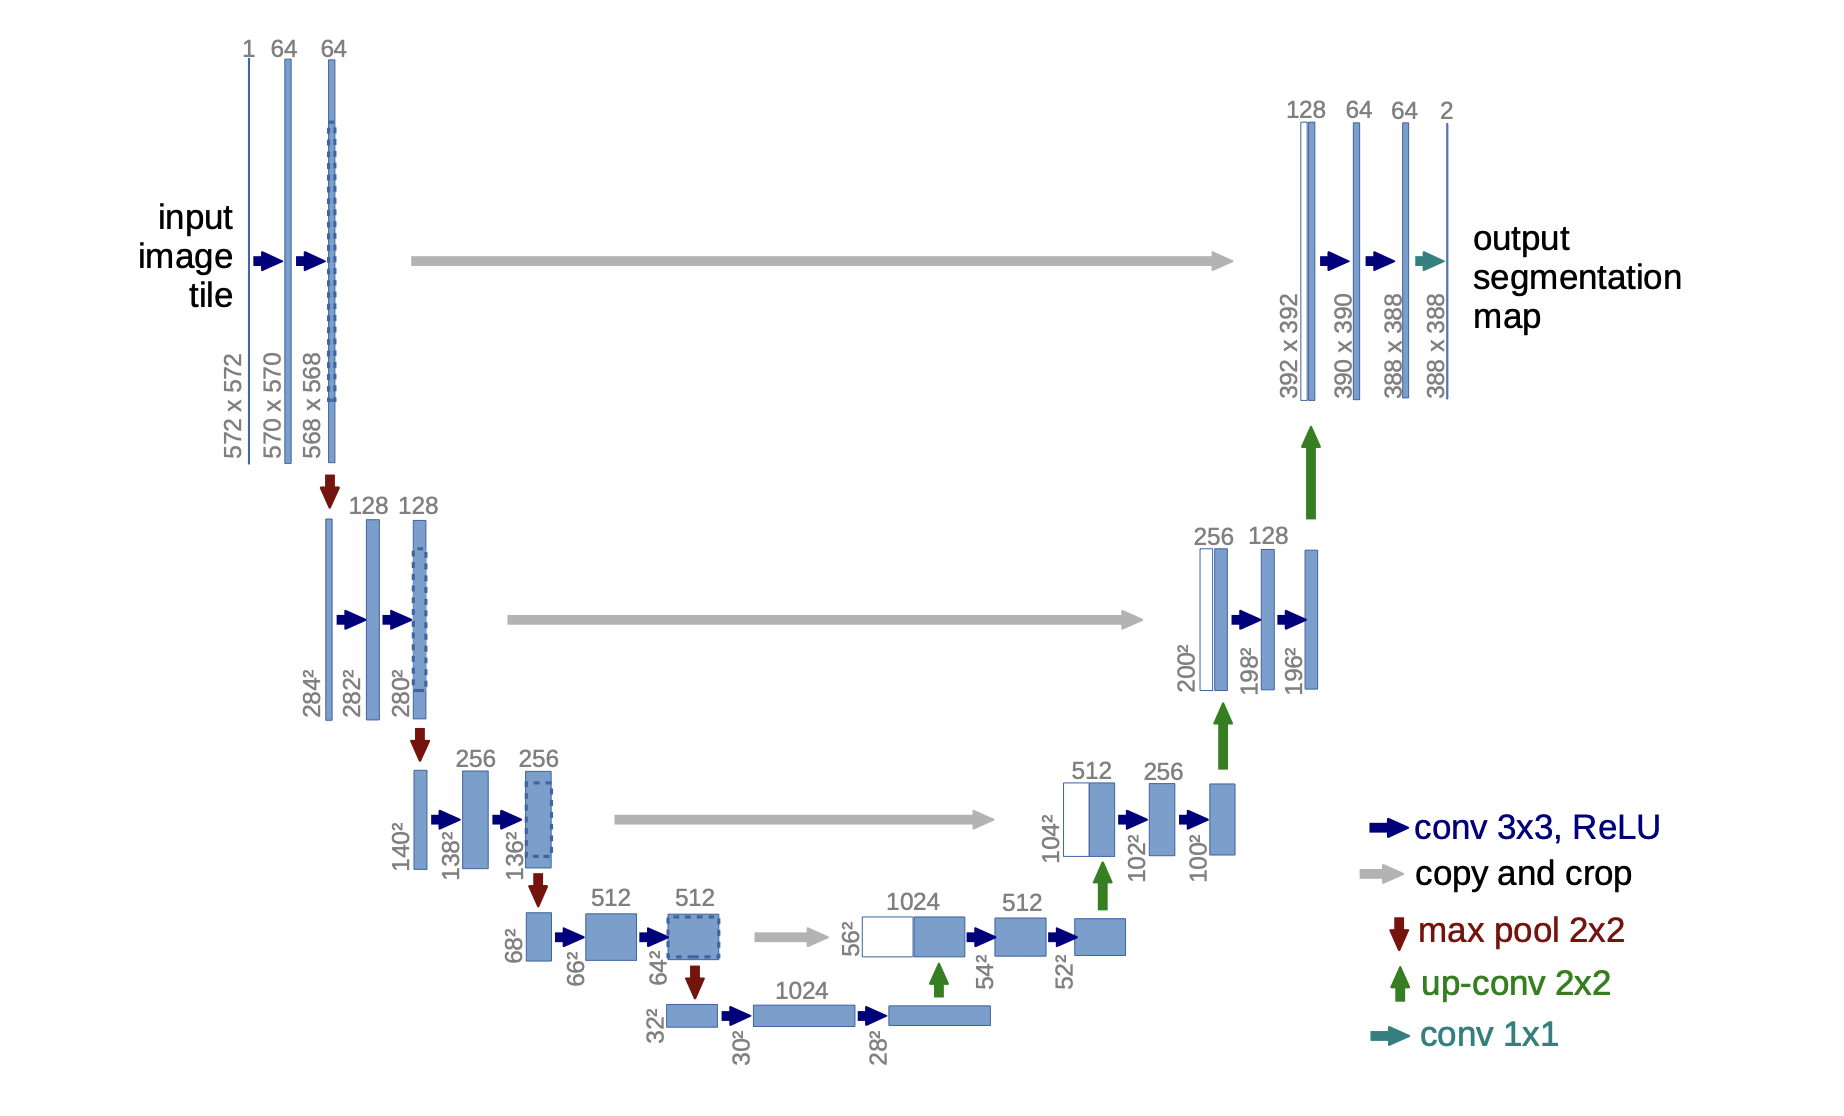 1 64 64
input
image
tile
572 x 572
570 x 570
568 x 568
128 64 64 2
392 x 392
390 x 390
388 x 388
388 x 388
output
segmentation
map
128 128
284²
282²
280²
256 128
200²
198²
196²
256 256
140²
138²
136²
512 256
104²
102²
100²
512 512
68²
66²
64²
1024 512
56²
54²
52²
1024
32²
30²
28²
conv 3x3, ReLU
copy and crop
max pool 2x2
up-conv 2x2
conv 1x1